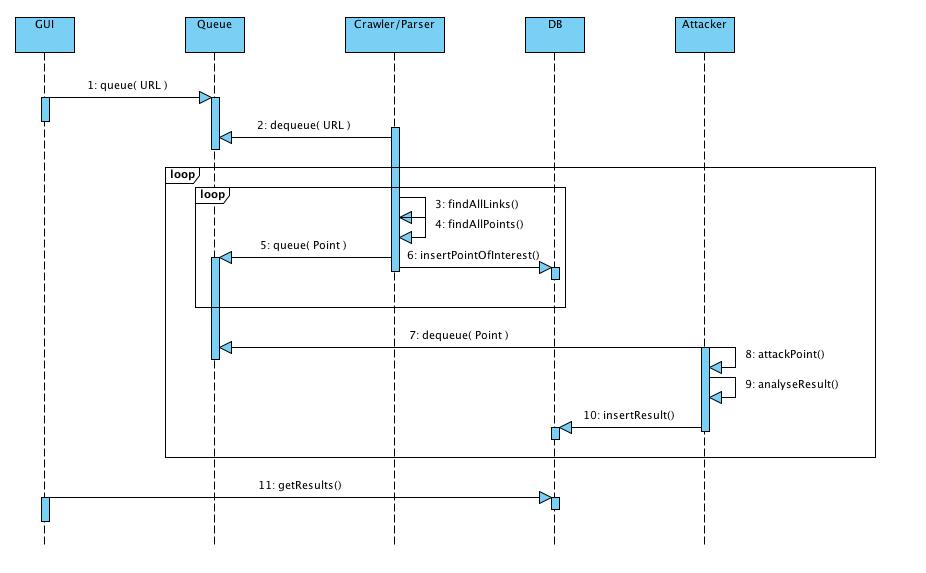 GUI
Queue
Crawler/Parser
DB
Attacker
1: queue( URL )
2: dequeue( URL )
loop
loop
3: findAllLinks()
4: findAllPoints()
5: queue( Point )
6: insertPointOfInterest()
7: dequeue( Point )
8: attackPoint()
9: analyseResult()
10: insertResult()
11: getResults()